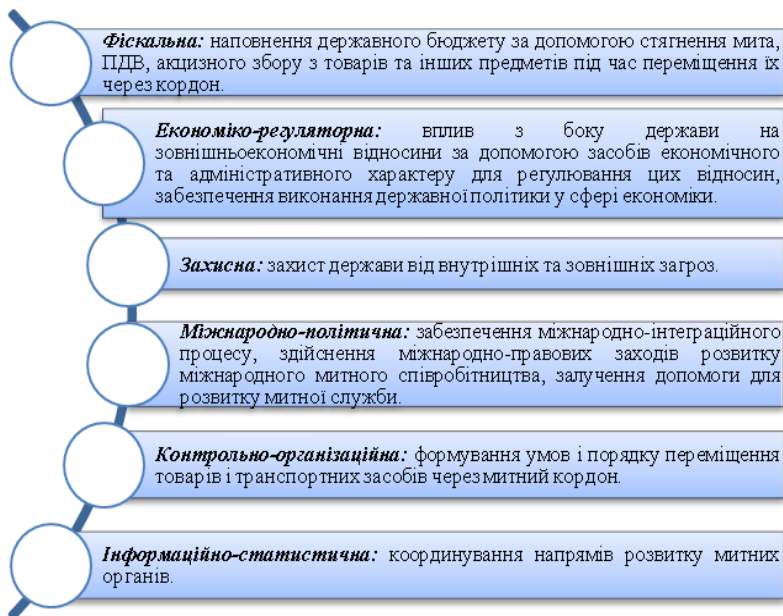 Фіскальна: наповнення державного бюджету за допомогою стягнення мита,
ПДВ, акцизного збору з товарів та інших предметів під час переміщення їх
через кордон.
Економіко-регуляторна: вплив з боку держави на
зовнішньоекономічні відносини за допомогою засобів економічного
та адміністративного характеру для регулювання цих відносин,
забезпечення виконання державної політики у сфері економіки.
Захисна: захист держави від внутрішніх та зовнішніх загроз.
Міжнародно-політична: забезпечення міжнародно-інтеграційного
процесу, здійснення міжнародно-правових заходів розвитку
міжнародного митного співробітництва, залучення допомоги для
розвитку митної служби.
Контрольно-організаційна: формування умов і порядку переміщення
товарів і транспортних засобів через митний кордон.
Інформаційно-статистична: координування напрямів розвитку митних
органів.